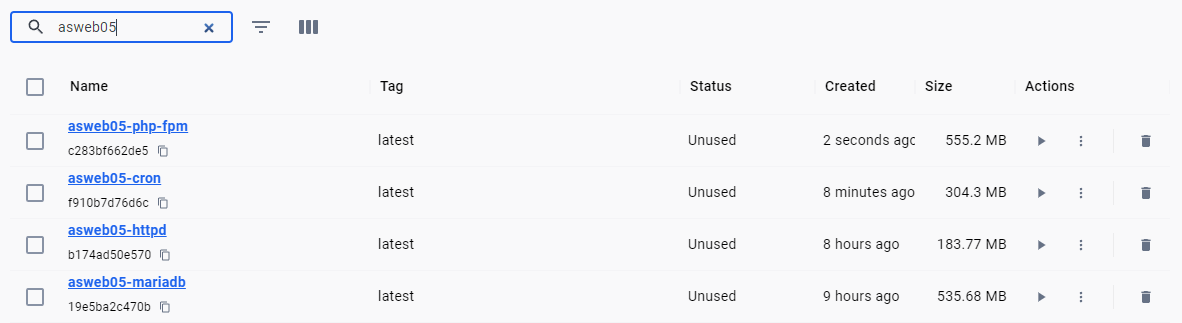 asweb05
Name Tag Status Created Size Actions
asweb05-php-fpm
latest Unused 2 seconds ago 555.2 MB
c283bf662de5
asweb05-cron
latest Unused 8 minutes ago 304.3 MB
f910b7d76d6c
asweb05-httpd
latest Unused 8 hours ago 183.77 MB
b174ad50e570
asweb05-mariadb
latest Unused 9 hours ago 535.68 MB
19e5ba2c470b